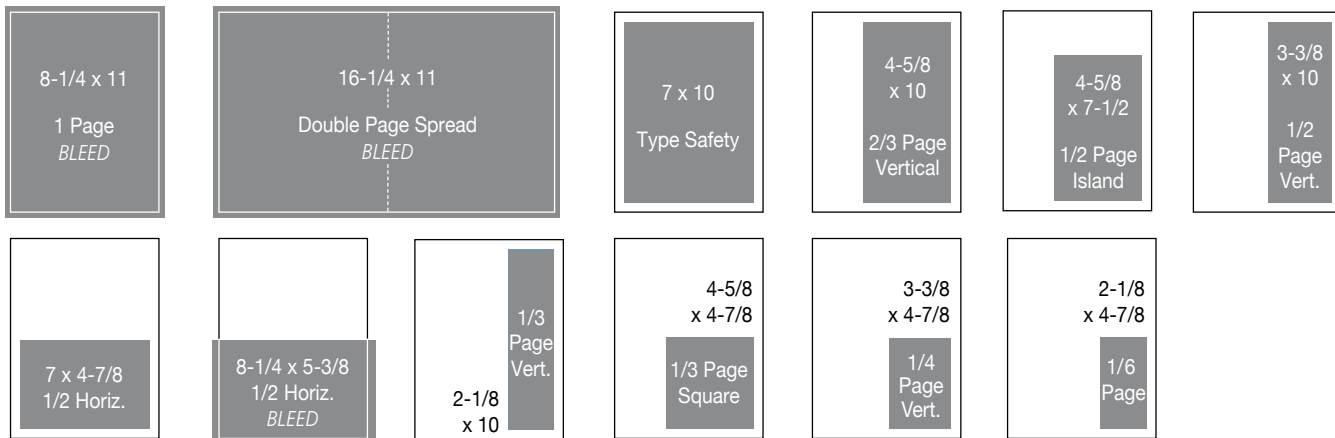 8-1/4 x 11
1 Page
BLEED
16-1/4 x 11
Double Page Spread
BLEED
7 x 10
Type Safety
4-5/8
x 10
2/3 Page
Vertical
4-5/8
x 7-1/2
1/2 Page
Island
3-3/8
x 10
1/2
Page
Vert.
7 x 4-7/8
1/2 Horiz.
8-1/4 x 5-3/8
1/2 Horiz.
BLEED
1/3
Page
Vert.
2-1/8
x 10
4-5/8
x 4-7/8
1/3 Page
Square
3-3/8
x 4-7/8
1/4
Page
Vert.
2-1/8
x 4-7/8
1/6
Page